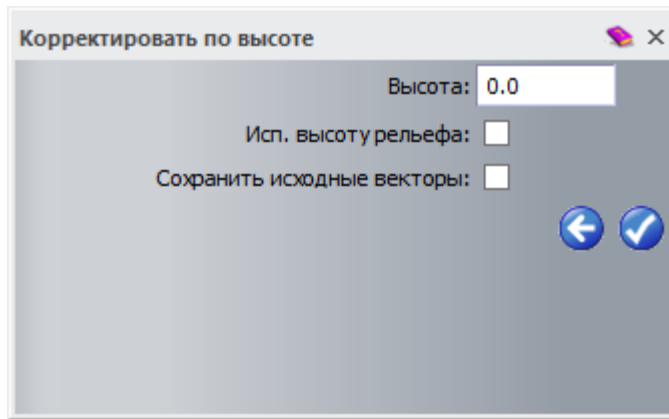 Корректировать по высоте
Высота: 0.0
Исп. высоту рельефа:
Сохранить исходные векторы: